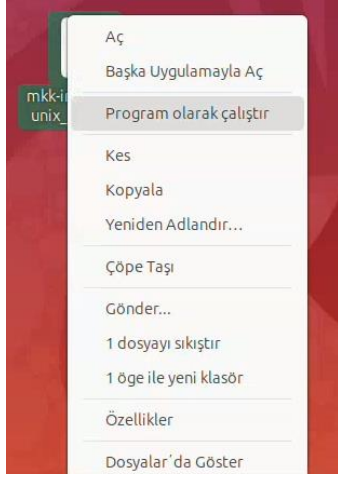 Aç
Başka Uygulamayla Aç
mkk-i
unix_
Program olarak çalıştır
Kes
Kopyala
Yeniden Adlandır...
Çöpe Taşı
Gönder...
1 dosyayı sıkıştır
1 öge ile yeni klasör
Özellikler
Dosyalar´da Göster